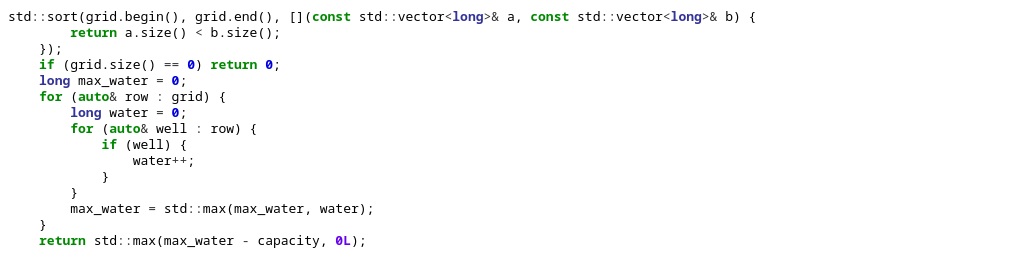 std::sort(grid.begin(), grid.end(), [](const std::vector<long>& a, const std::vector<long>& b) {
        return a.size() < b.size();
    });
    if (grid.size() == 0) return 0;
    long max_water = 0;
    for (auto& row : grid) {
        long water = 0;
        for (auto& well : row) {
            if (well) {
                water++;
            }
        }
        max_water = std::max(max_water, water);
    }
    return std::max(max_water - capacity, 0L);